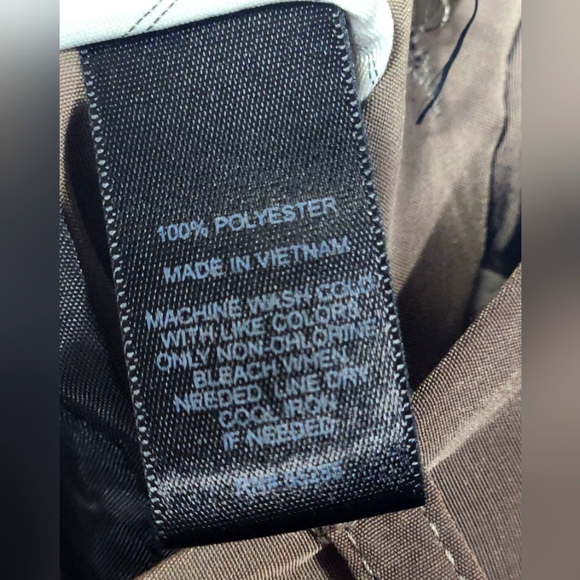 100% POLYESTER
MADE IN VIETNAM
MACHINE WASH COLD
WITH LIKE COLORS
ONLY NON-CHLORINE
BLEACH WHEN
NEEDED LINE DRY
COOL IRON
IF NEEDED